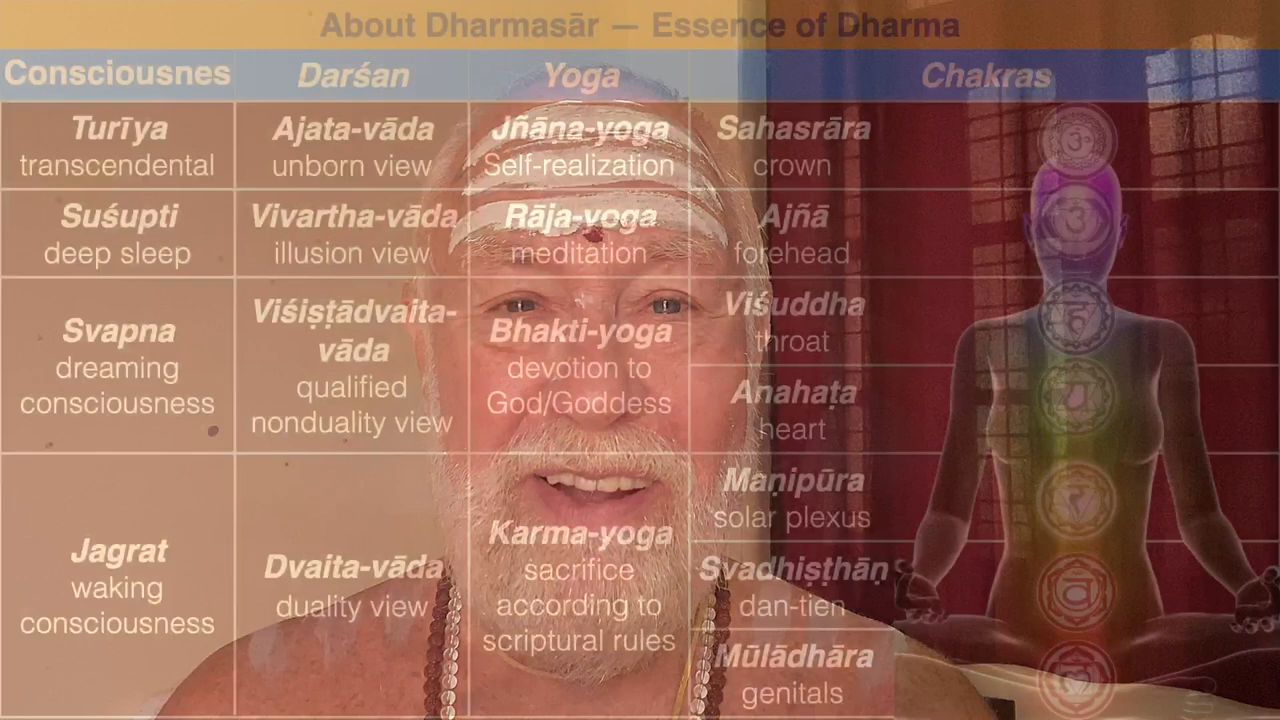 About Dharmasār — Essence of Dharma
Consciousnes
Darśan
Yoga
Chakras
Turīya
transcendental
Ajata-vāda
unborn view
Jñāna-yoga
Self-realization
Sahasrāra
crown
Suśupti
deep sleep
Vivartha-vāda
illusion view
Rāja-yoga
meditation
Ajñā
forehead
Svapna
dreaming
consciousness
Viśiṣṭādvaita-
vāda
qualified
nonduality view
Bhakti-yoga
devotion to
God/Goddess
Viśuddha
throat
Anahaṭa
heart
Jagrat
waking
consciousness
Dvaita-vāda
duality view
Karma-yoga
sacrifice
according to
scriptural rules
Maṇipūra
solar plexus
Svadhiṣṭhāṇ
dan-tien
Mūlādhāra
genitals
ॐ
ॐ
हं
यं
रं
वं
लं